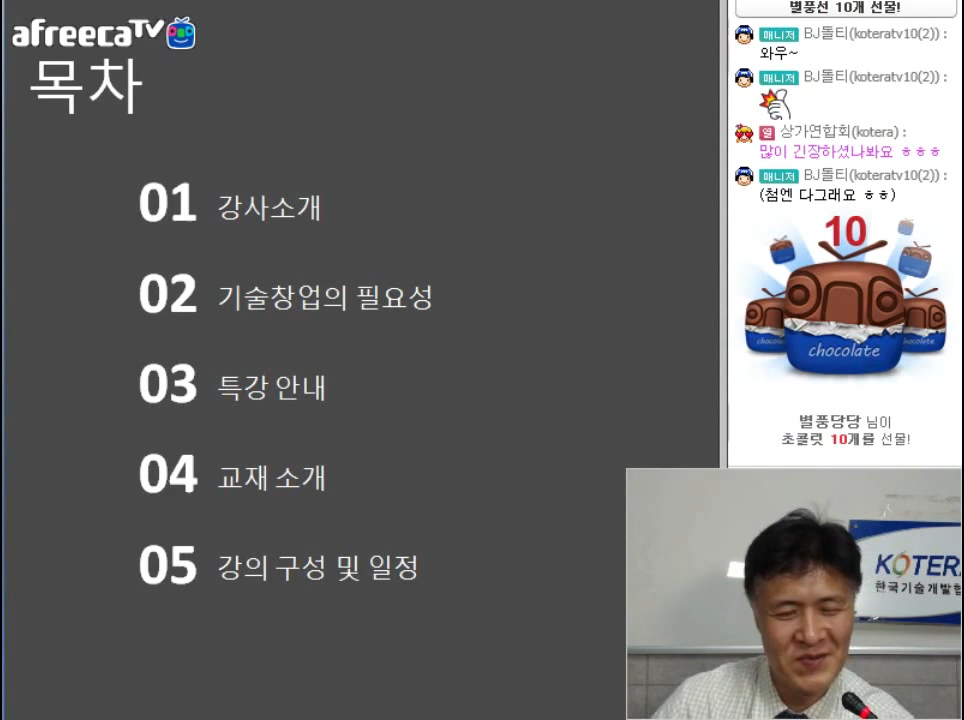 afreecaTV
목차
01 강사소개
02 기술창업의 필요성
03 특강 안내
04 교재 소개
05 강의 구성 및 일정
별풍선 10개 선물!
매니저 BJ돌티(koteratv10(2)) :
와우~
매니저 BJ돌티(koteratv10(2)) :
열 상가연합회(kotera) :
많이 긴장하셨나봐요 ㅎㅎㅎ
매니저 BJ돌티(koteratv10(2)) :
(첨엔 다그래요 ㅎㅎ)
10
chocolate
chocolate
chocolate
별풍당당 님이
초콜릿 10개를 선물!
KOTER
한국기술개발협